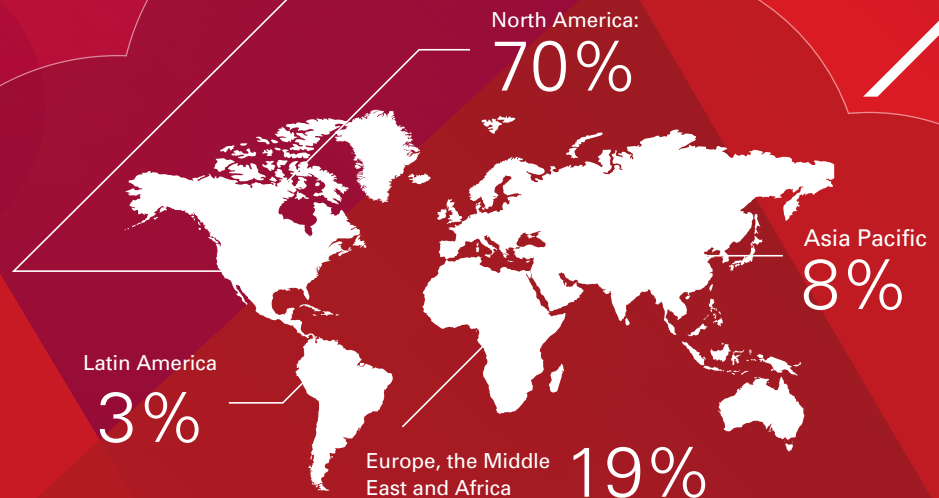 North America:
70%
Asia Pacific
8%
Latin America
3%
Europe, the Middle
East and Africa
19%